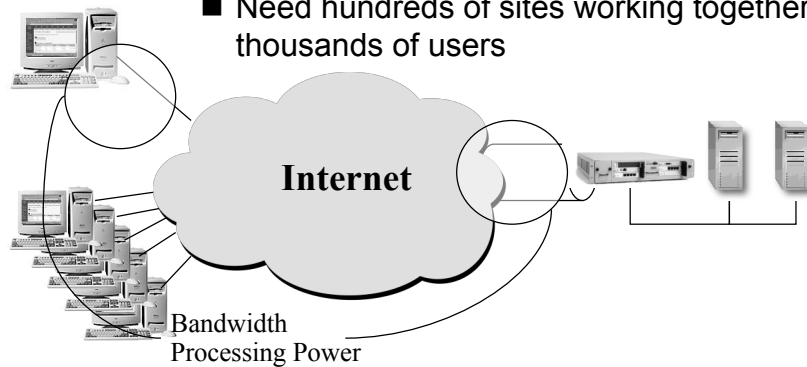 ■ Need hundreds of sites working together
thousands of users
Internet
Bandwidth
Processing Power